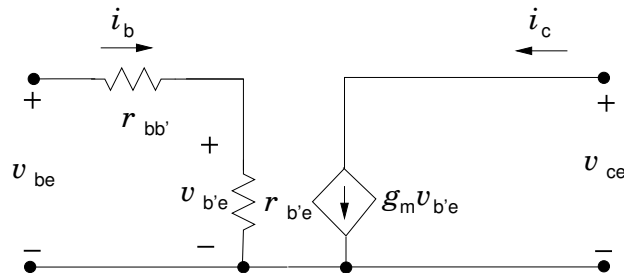 i_b i_c
+ +
r_bb'
+
v_be v_b'e r_b'e g_m v_b'e v_ce
− − −